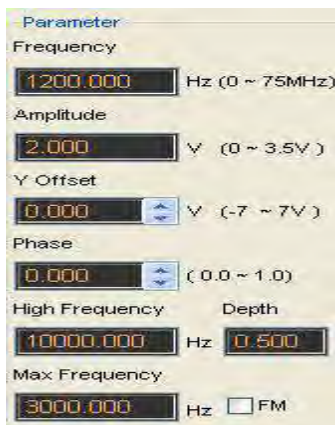 Parameter
Frequency
1200.000 Hz (0 ~ 75MHz)
Amplitude
2.000 V (0 ~ 3.5V )
Y Offset
0.000 V (-7 ~ 7V)
Phase
0.000 ( 0.0 ~ 1.0)
High Frequency Depth
10000.000 Hz 0.500
Max Frequency
3000.000 Hz FM